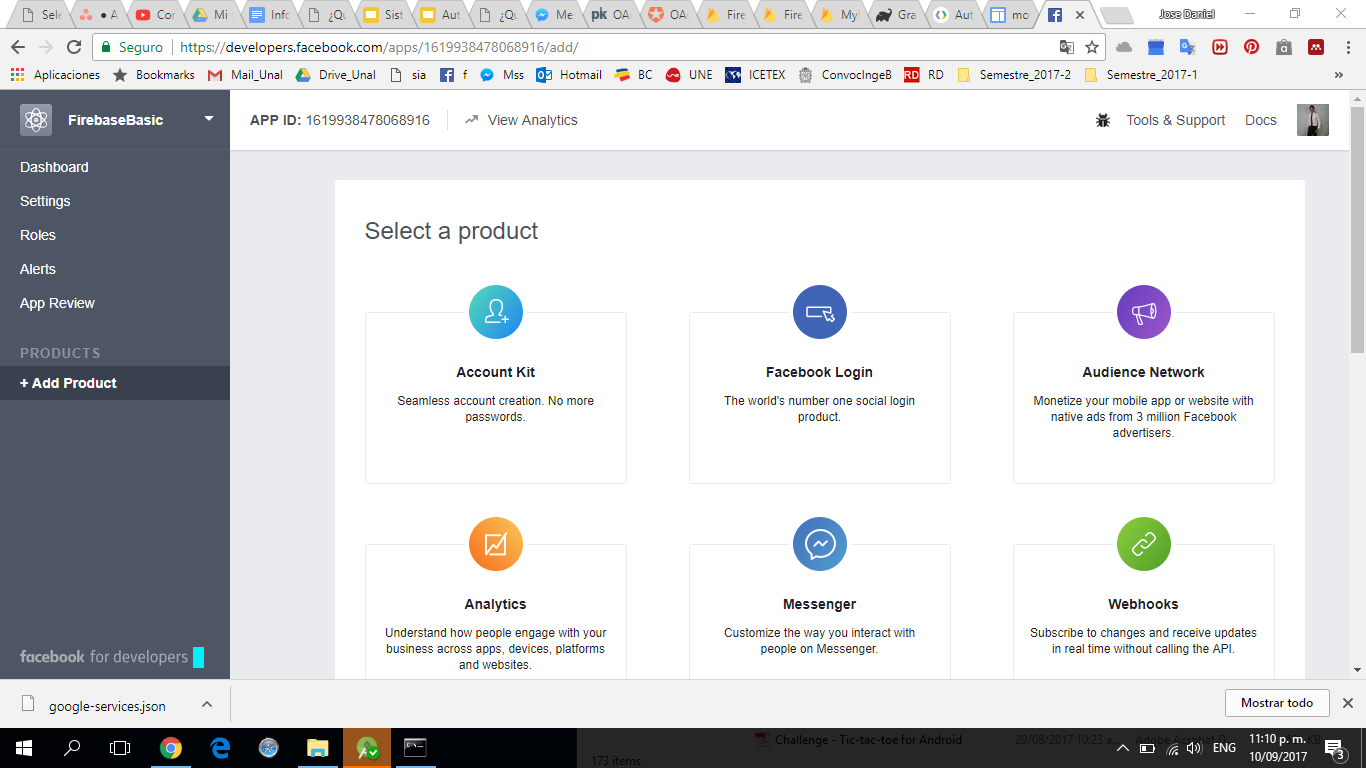 Sele
● A
Cor
Mi
Info
¿Qu
Sist
Aut
¿Qu
Me
pk OA
OA
Fire
Fire
My
Gra
Aut
mo
Jose Daniel
Seguro
https://developers.facebook.com/apps/1619938478068916/add/
Aplicaciones
Bookmarks
Mail_Unal
Drive_Unal
sia
f
Mss
Hotmail
BC
UNE
ICETEX
ConvocIngeB
RD RD
Semestre_2017-2
Semestre_2017-1
»
FirebaseBasic
APP ID: 1619938478068916
View Analytics
Tools & Support
Docs
Dashboard
Settings
Roles
Alerts
App Review
PRODUCTS
+ Add Product
facebook for developers
Select a product
Account Kit
Seamless account creation. No more
passwords.
Facebook Login
The world's number one social login
product.
Audience Network
Monetize your mobile app or website with
native ads from 3 million Facebook
advertisers.
Analytics
Understand how people engage with your
business across apps, devices, platforms
and websites.
Messenger
Customize the way you interact with
people on Messenger.
Webhooks
Subscribe to changes and receive updates
in real time without calling the API.
google-services.json
Mostrar todo
Challenge - Tic-tac-toe for Android
29/08/2017 10:23 a...
Adobe Acrobat D...
KB
173 items
ENG
11:10 p. m.
10/09/2017
3